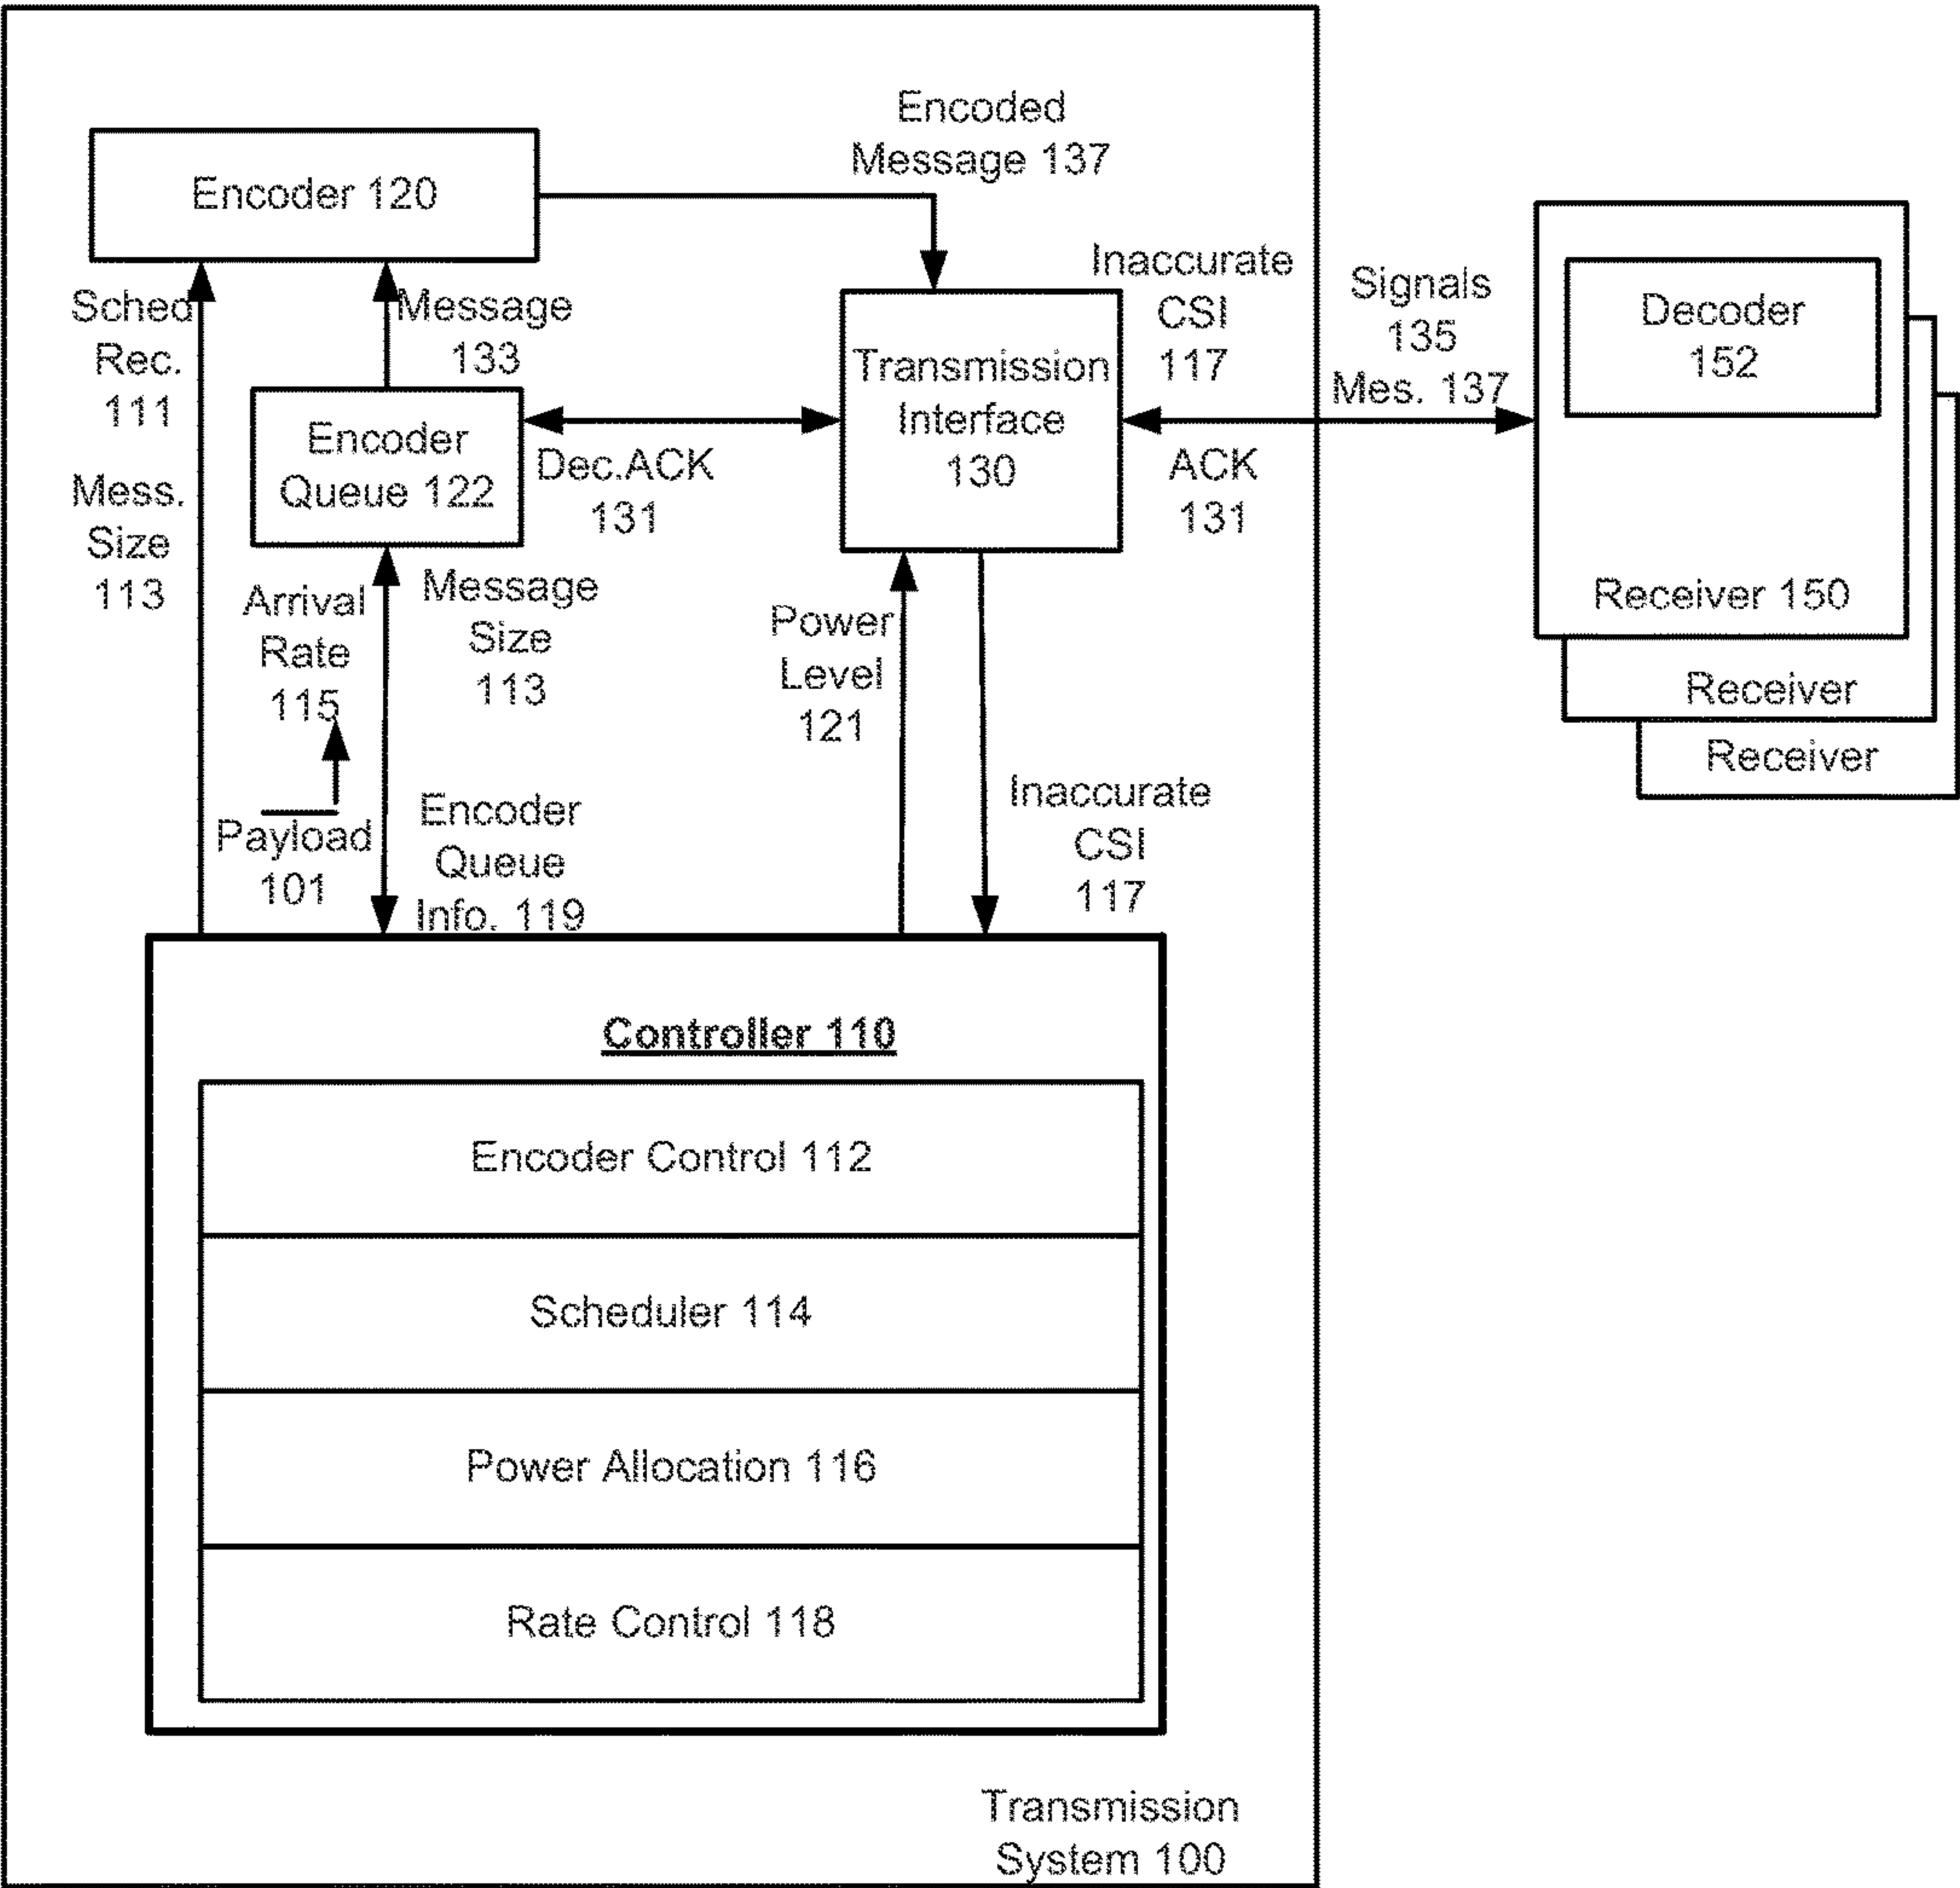 Encoded
Message 137
Encoder 120
Sched
Rec.
111
Mess.
Size
113
Message
133
Encoder
Queue 122
Dec.ACK
131
Transmission
Interface
130
Inaccurate
CSI
117
ACK
131
Signals
135
Mes. 137
Decoder
152
Receiver 150
Receiver
Receiver
Arrival
Rate
115
Payload
101
Message
Size
113
Encoder
Queue
Info. 119
Power
Level
121
Inaccurate
CSI
117
Controller 110
Encoder Control 112
Scheduler 114
Power Allocation 116
Rate Control 118
Transmission
System 100